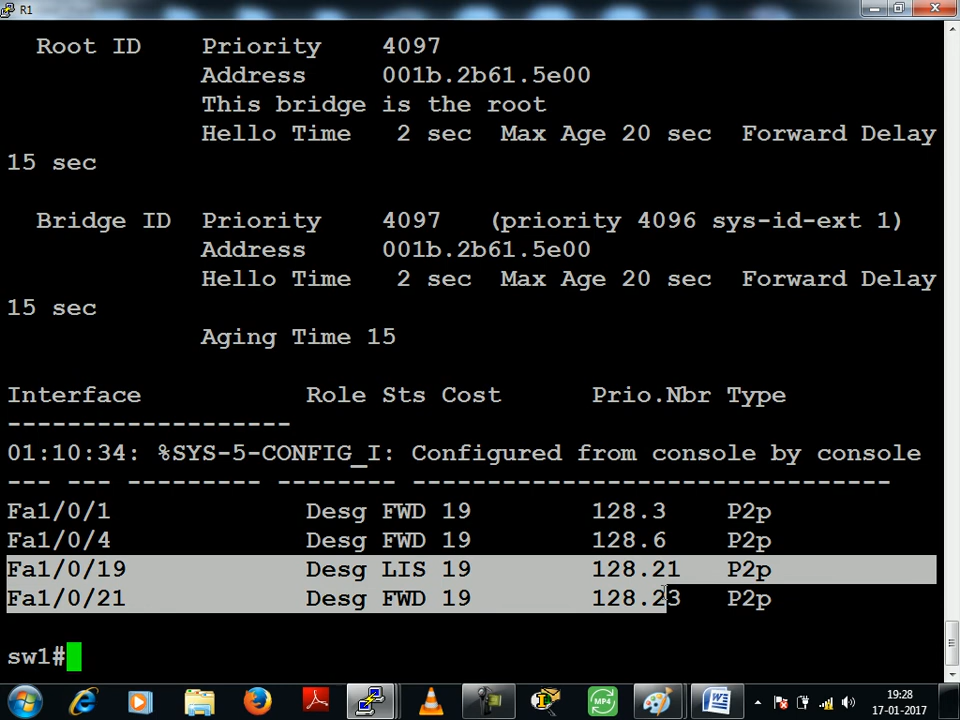 R1
Root ID Priority 4097
Address 001b.2b61.5e00
This bridge is the root
Hello Time 2 sec Max Age 20 sec Forward Delay
15 sec
Bridge ID Priority 4097 (priority 4096 sys-id-ext 1)
Address 001b.2b61.5e00
Hello Time 2 sec Max Age 20 sec Forward Delay
15 sec
Aging Time 15
Interface Role Sts Cost Prio.Nbr Type
-------------------
01:10:34: %SYS-5-CONFIG_I: Configured from console by console
--- --- --------- -------- --------------------------------
Fa1/0/1 Desg FWD 19 128.3 P2p
Fa1/0/4 Desg FWD 19 128.6 P2p
Fa1/0/19 Desg LIS 19 128.21 P2p
Fa1/0/21 Desg FWD 19 128.23 P2p
sw1#
MP4
19:28
17-01-2017